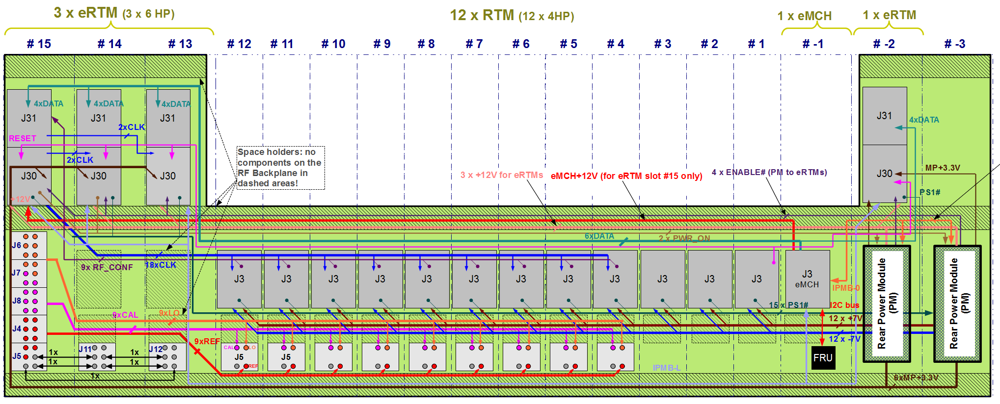 3 x eRTM (3 x 6 HP)
12 x RTM (12 x 4HP)
1 x eMCH
1 x eRTM
# 15
# 14
# 13
# 12
# 11
# 10
# 9
# 8
# 7
# 6
# 5
# 4
# 3
# 2
# 1
# -1
# -2
# -3
4xDATA
4xDATA
4xDATA
J31
J31
J31
J31
4xDATA
2xCLK
RESET
2xCLK
J30
J30
J30
J30
MP+3.3V
PS1#
+12V
Space holders: no
components on the
RF Backplane in
dashed areas!
3 x +12V for eRTMs
eMCH+12V (for eRTM slot #15 only)
4 x ENABLE# (PM to eRTMs)
6xDATA
2 x PWR_ON
J6
J7
J8
J4
J5
9x RF_CONF
18xCLK
J3
J3
J3
J3
J3
J3
J3
J3
J3
J3
J3
J3
J3
eMCH
IPMB-0
15 x PS1#
I2C bus
12 x +7V
12 x -7V
Rear Power Module
(PM)
Rear Power Module
(PM)
9xCAL
9xLO
9xREF
1x
1x
J11
1x
1x
J12
1x
CAL
LO
J5
REF
J5
FRU
IPMB-L
6xMP+3.3V